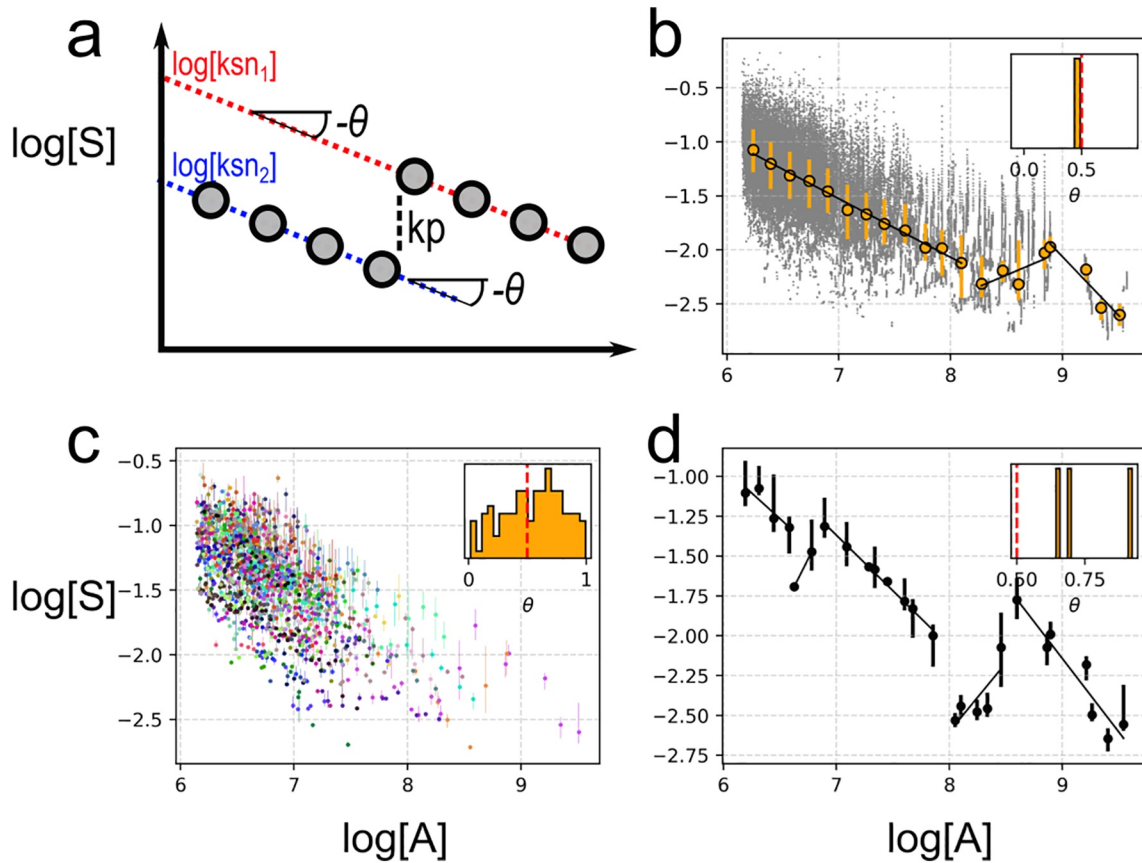 a
log[S]
log[ksn₁]
-θ
log[ksn₂]
kp
-θ
b
−0.5
−1.0
−1.5
−2.0
−2.5
6 7 8 9
0.0 0.5
θ
c
log[S]
−0.5
−1.0
−1.5
−2.0
−2.5
6 7 8 9
log[A]
0 1
θ
d
−1.00
−1.25
−1.50
−1.75
−2.00
−2.25
−2.50
−2.75
6 7 8 9
log[A]
0.50 0.75
θ